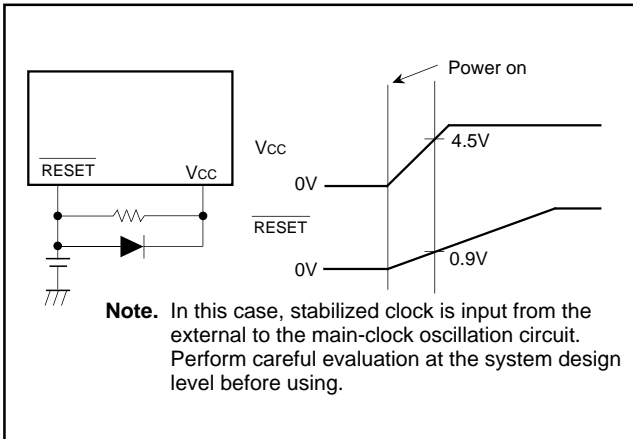 Power on
RESET
VCC
VCC
4.5V
0V
RESET
0.9V
0V
Note. In this case, stabilized clock is input from the
external to the main-clock oscillation circuit.
Perform careful evaluation at the system design
level before using.